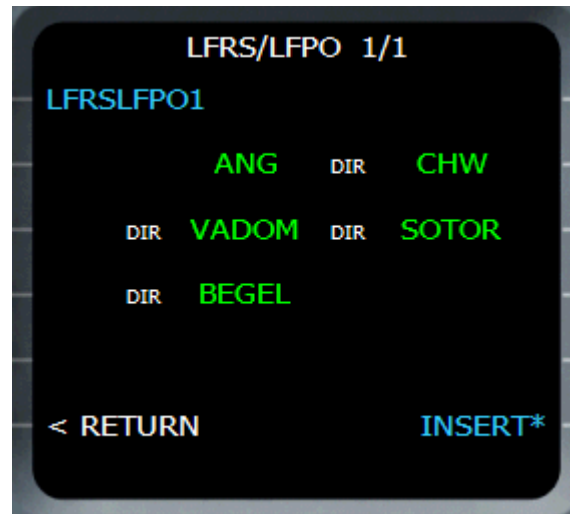 LFRS/LFPO 1/1
LFRSLFPO1
ANG DIR CHW
DIR VADOM DIR SOTOR
DIR BEGEL
< RETURN INSERT*